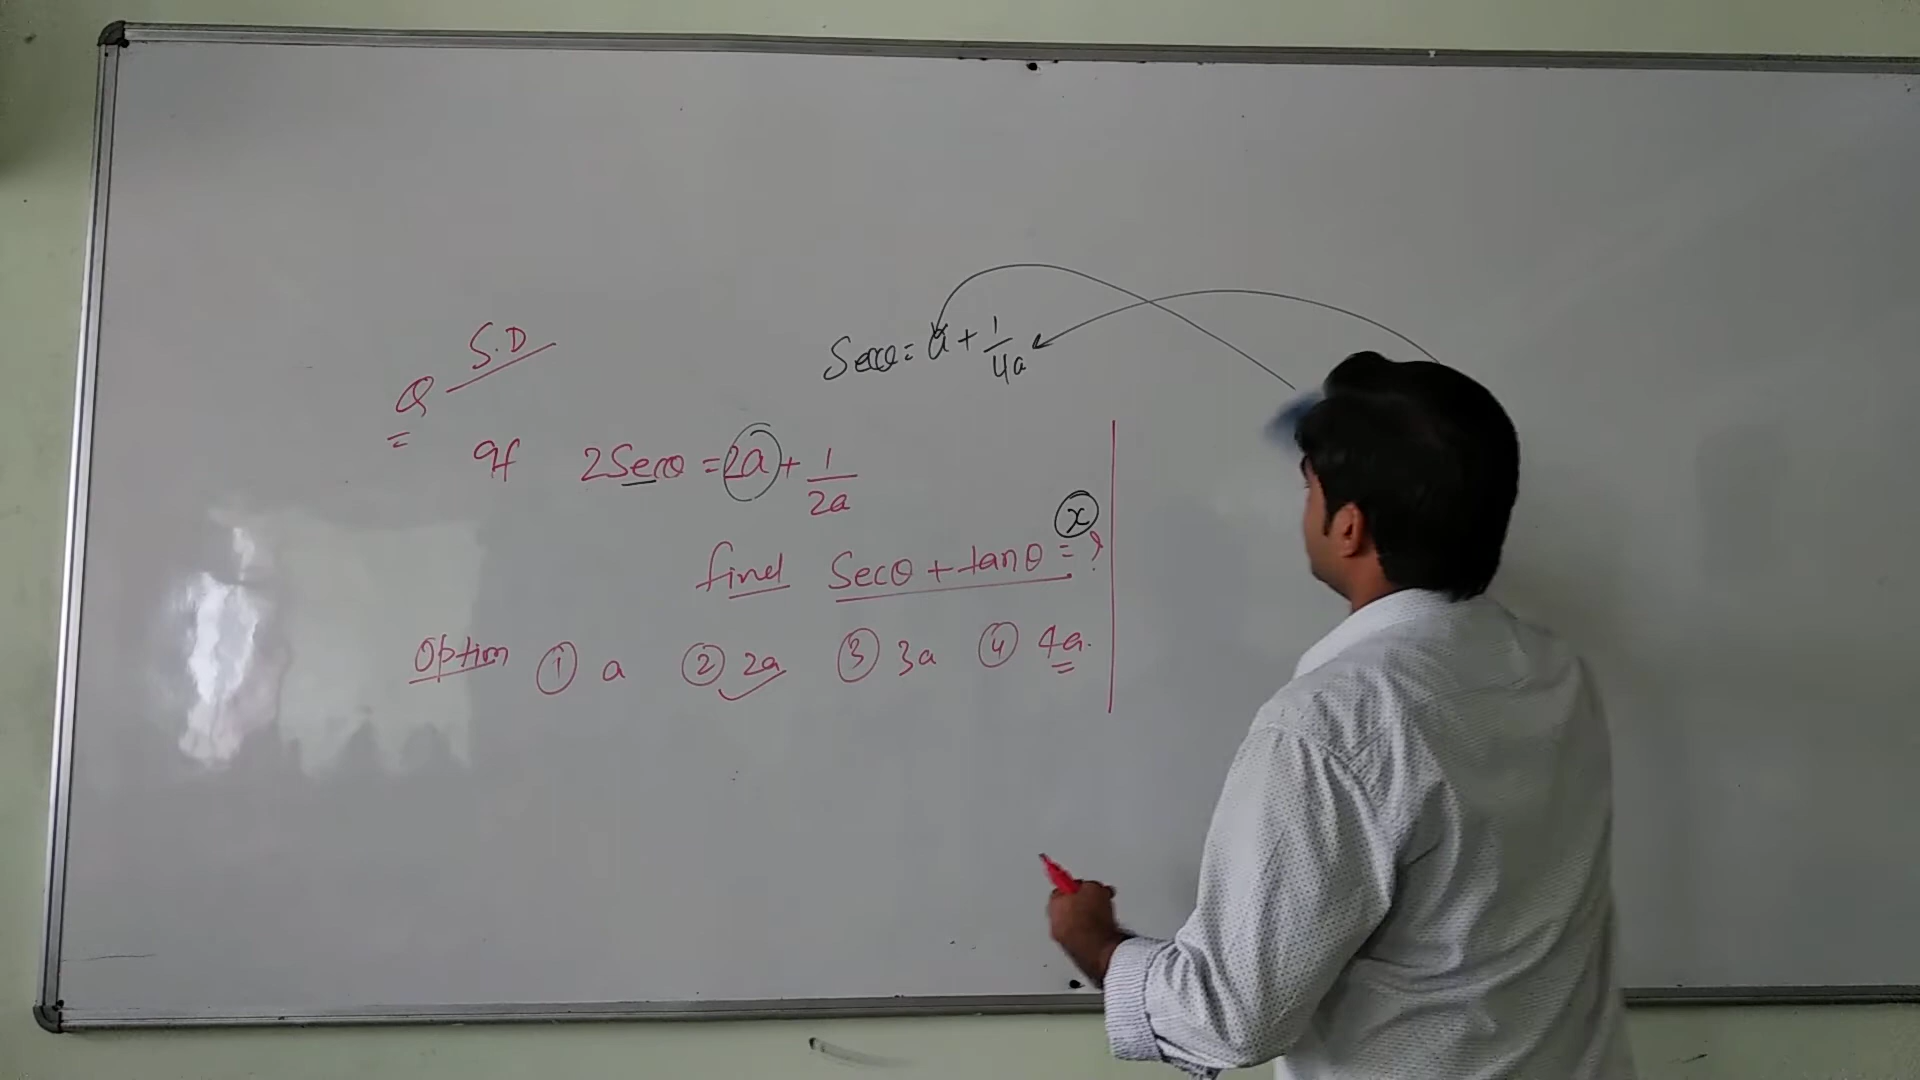 S.D
Secθ = a + 1/4a
Q
If 2Secθ = 2a + 1/2a
x
find Secθ + tanθ = ?
Option ① a ② 2a ③ 3a ④ 4a.